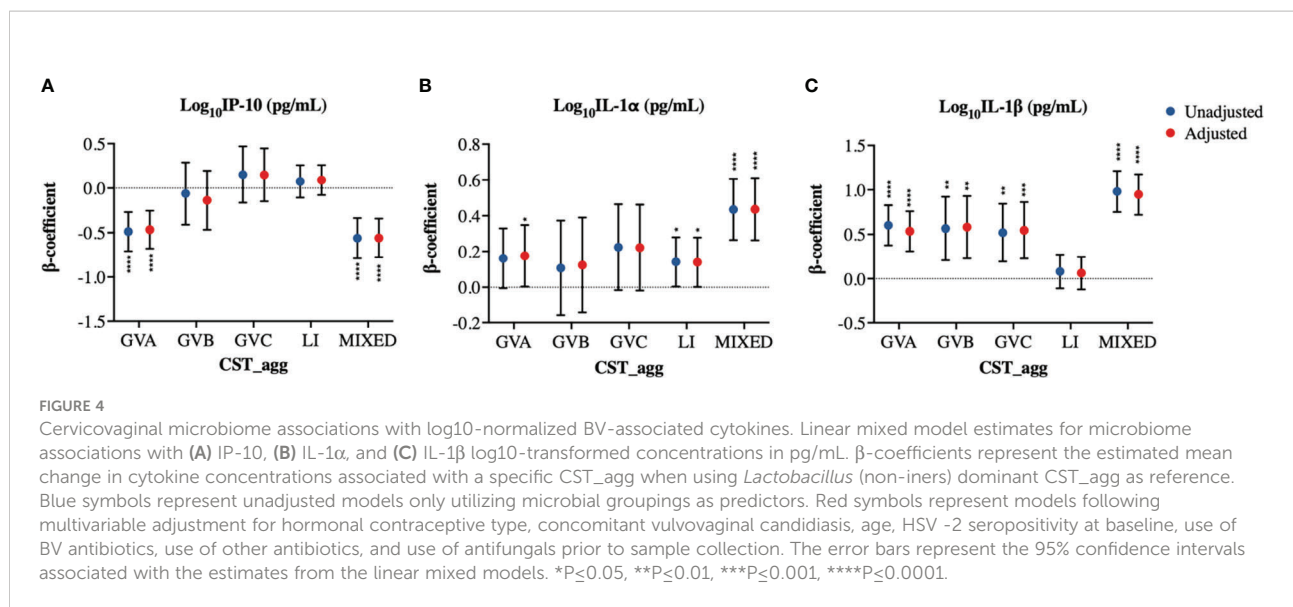 A
B
C
Log10IP-10 (pg/mL)
Log10IL-1α (pg/mL)
Log10IL-1β (pg/mL)
Unadjusted
Adjusted
β-coefficient
0.5
0.0
-0.5
-1.0
-1.5
****
****
****
****
GVA GVB GVC LI MIXED
CST_agg
β-coefficient
0.8
0.6
0.4
0.2
0.0
-0.2
*
*
*
****
****
GVA GVB GVC LI MIXED
CST_agg
β-coefficient
1.5
1.0
0.5
0.0
-0.5
****
****
**
**
**
***
****
****
GVA GVB GVC LI MIXED
CST_agg
FIGURE 4
Cervicovaginal microbiome associations with log10-normalized BV-associated cytokines. Linear mixed model estimates for microbiome
associations with (A) IP-10, (B) IL-1α, and (C) IL-1β log10-transformed concentrations in pg/mL. β-coefficients represent the estimated mean
change in cytokine concentrations associated with a specific CST_agg when using Lactobacillus (non-iners) dominant CST_agg as reference.
Blue symbols represent unadjusted models only utilizing microbial groupings as predictors. Red symbols represent models following
multivariable adjustment for hormonal contraceptive type, concomitant vulvovaginal candidiasis, age, HSV -2 seropositivity at baseline, use of
BV antibiotics, use of other antibiotics, and use of antifungals prior to sample collection. The error bars represent the 95% confidence intervals
associated with the estimates from the linear mixed models. *P≤0.05, **P≤0.01, ***P≤0.001, ****P≤0.0001.